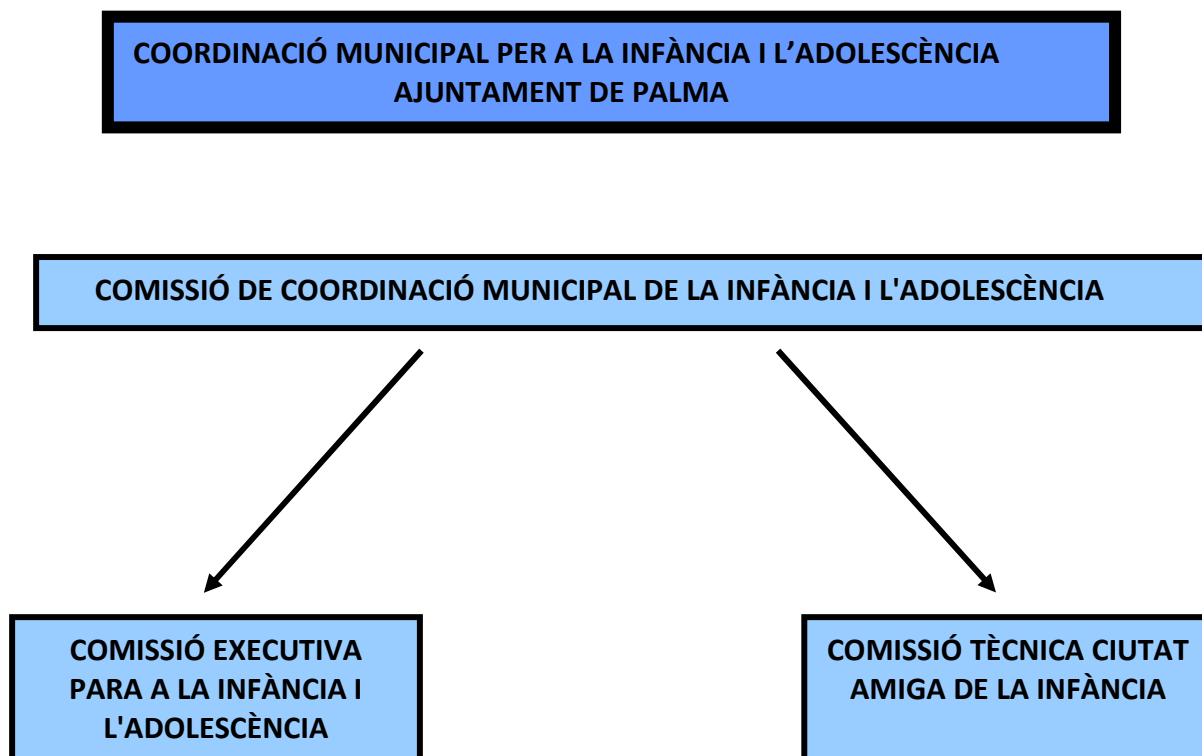 COORDINACIÓ MUNICIPAL PER A LA INFÀNCIA I L’ADOLESCÈNCIA
AJUNTAMENT DE PALMA
COMISSIÓ DE COORDINACIÓ MUNICIPAL DE LA INFÀNCIA I L'ADOLESCÈNCIA
COMISSIÓ EXECUTIVA
PARA A LA INFÀNCIA I
L'ADOLESCÈNCIA
COMISSIÓ TÈCNICA CIUTAT
AMIGA DE LA INFÀNCIA